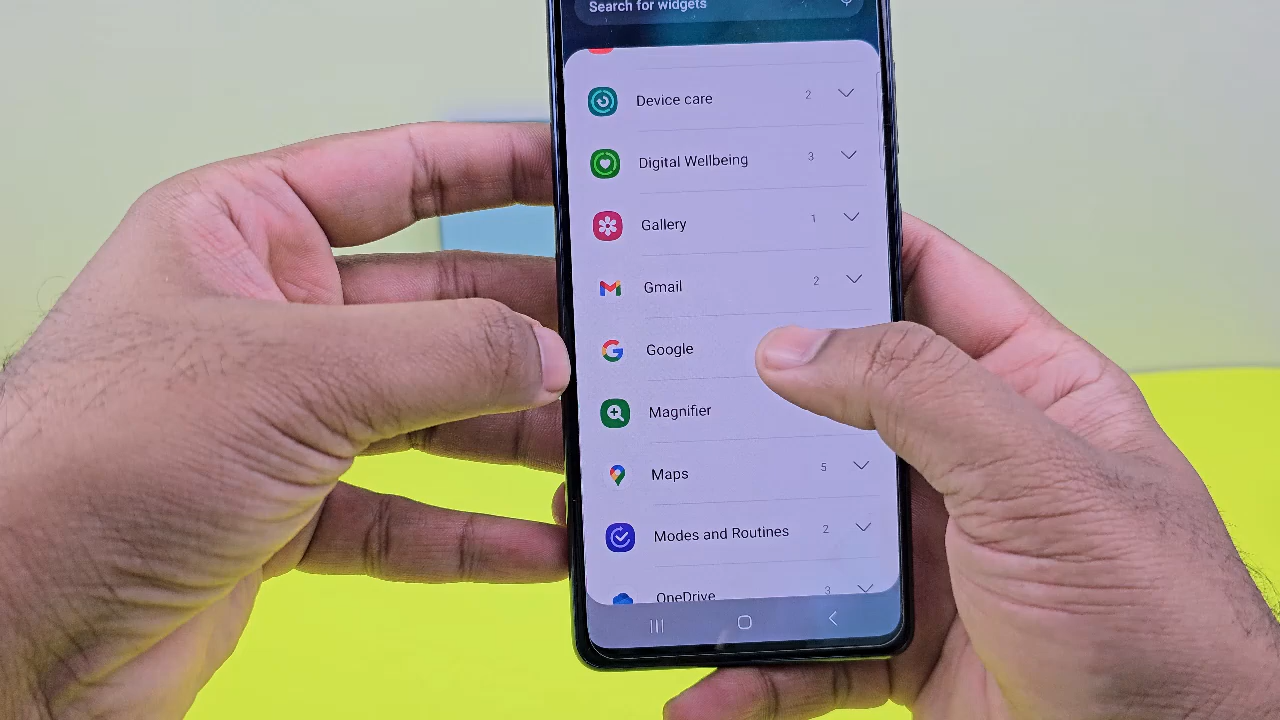 Search for widgets
Device care 2
Digital Wellbeing 3
Gallery 1
Gmail 2
Google
Magnifier
Maps 5
Modes and Routines 2
OneDrive 3